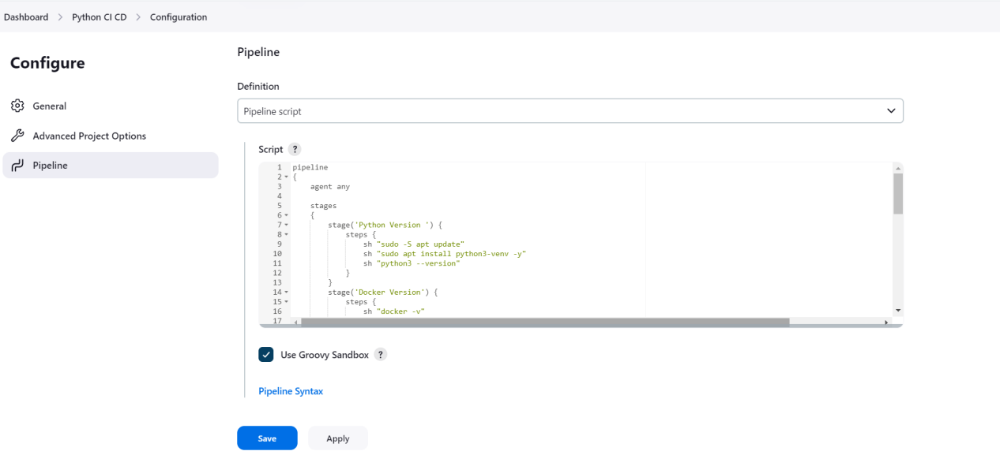 Dashboard > Python CI CD > Configuration
Configure
General
Advanced Project Options
Pipeline
Pipeline
Definition
Pipeline script
Script ?
1 pipeline
2 {
3     agent any
4
5     stages
6     {
7         stage('Python Version ') {
8             steps {
9                 sh "sudo -S apt update"
10                 sh "sudo apt install python3-venv -y"
11                 sh "python3 --version"
12             }
13         }
14         stage('Docker Version') {
15             steps {
16                 sh "docker -v"
17
Use Groovy Sandbox ?
Pipeline Syntax
Save Apply